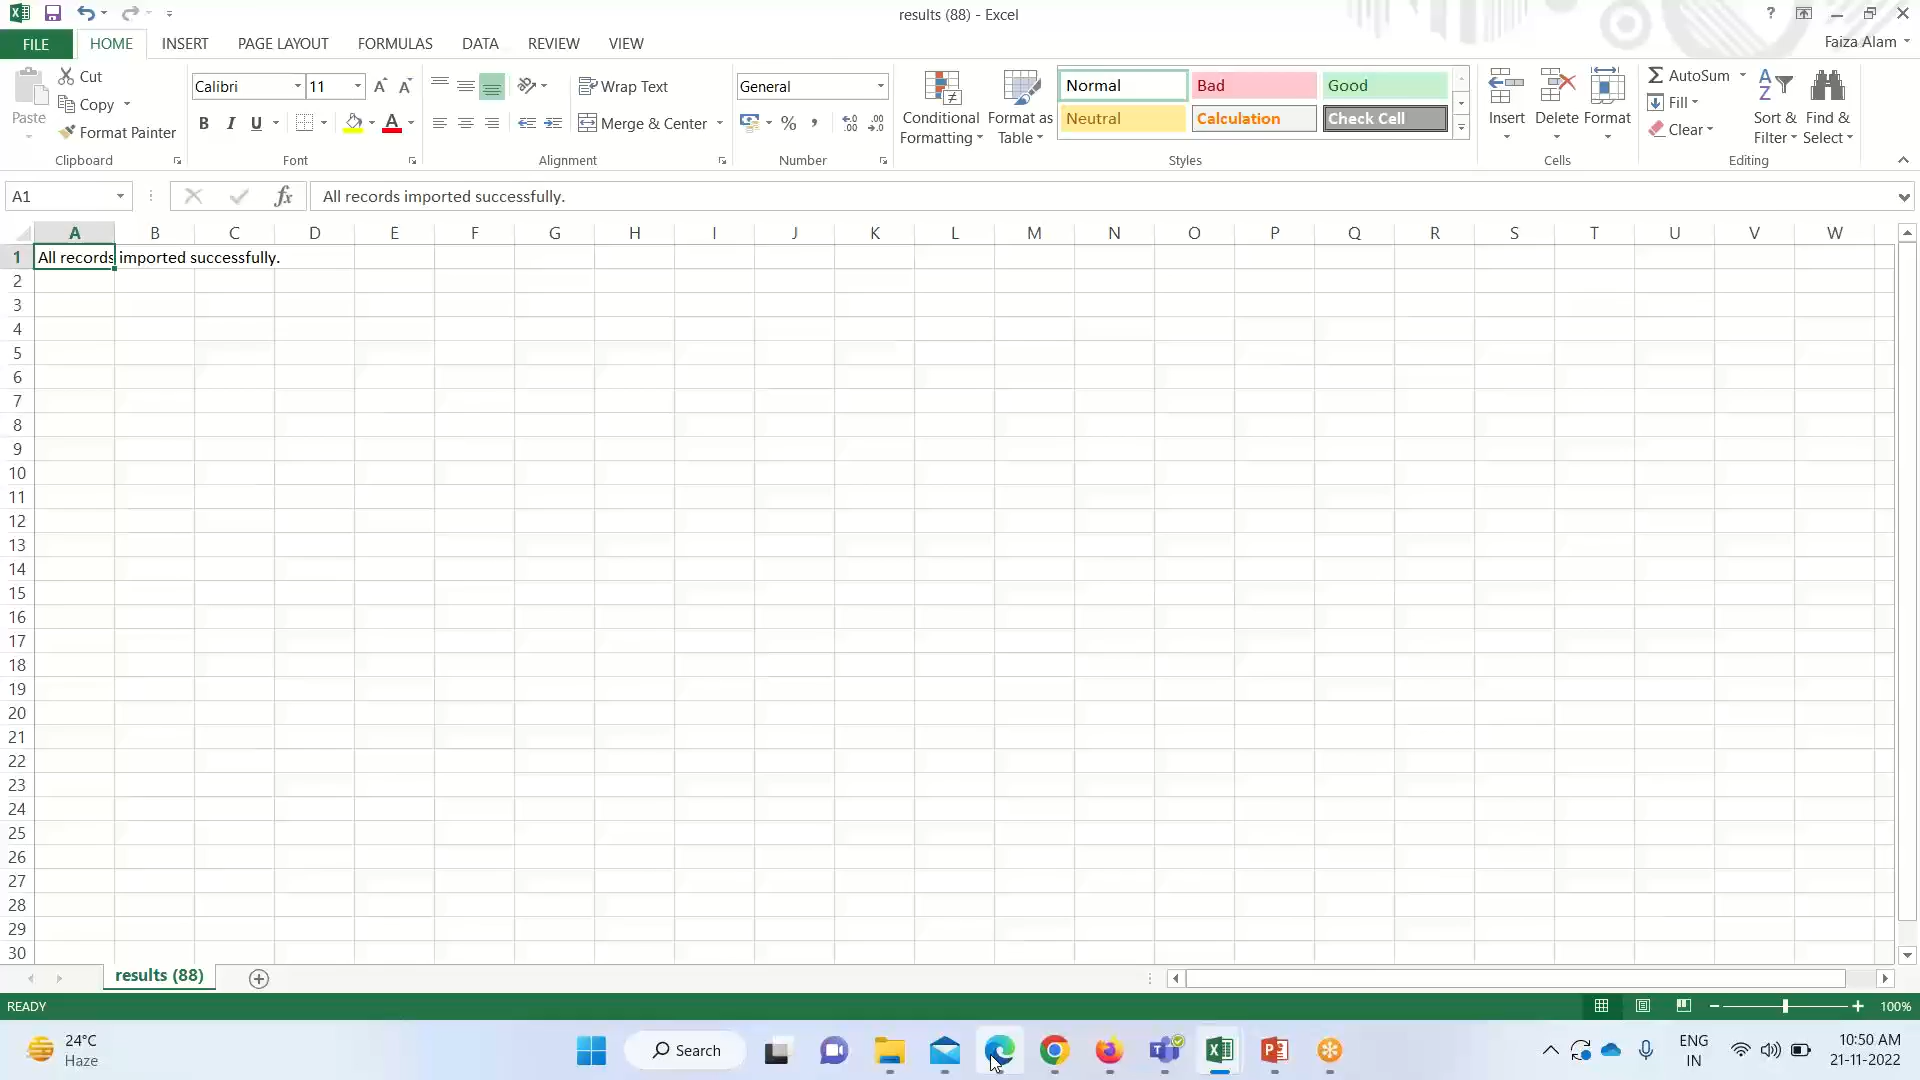 results (88) - Excel
?
Faiza Alam
FILE
HOME
INSERT
PAGE LAYOUT
FORMULAS
DATA
REVIEW
VIEW
Paste
Cut
Copy
Format Painter
Clipboard
Calibri
11
B I U
Font
Wrap Text
Merge & Center
Alignment
General
%
Number
Conditional
Formatting
Format as
Table
Normal
Bad
Good
Neutral
Calculation
Check Cell
Styles
Insert
Delete
Format
Cells
AutoSum
Fill
Clear
Sort &
Filter
Find &
Select
Editing
A1
fx
All records imported successfully.
A B C D E F G H I J K L M N O P Q R S T U V W
1 All records imported successfully.
2
3
4
5
6
7
8
9
10
11
12
13
14
15
16
17
18
19
20
21
22
23
24
25
26
27
28
29
30
results (88)
READY
100%
24°C
Haze
Search
ENG
IN
10:50 AM
21-11-2022